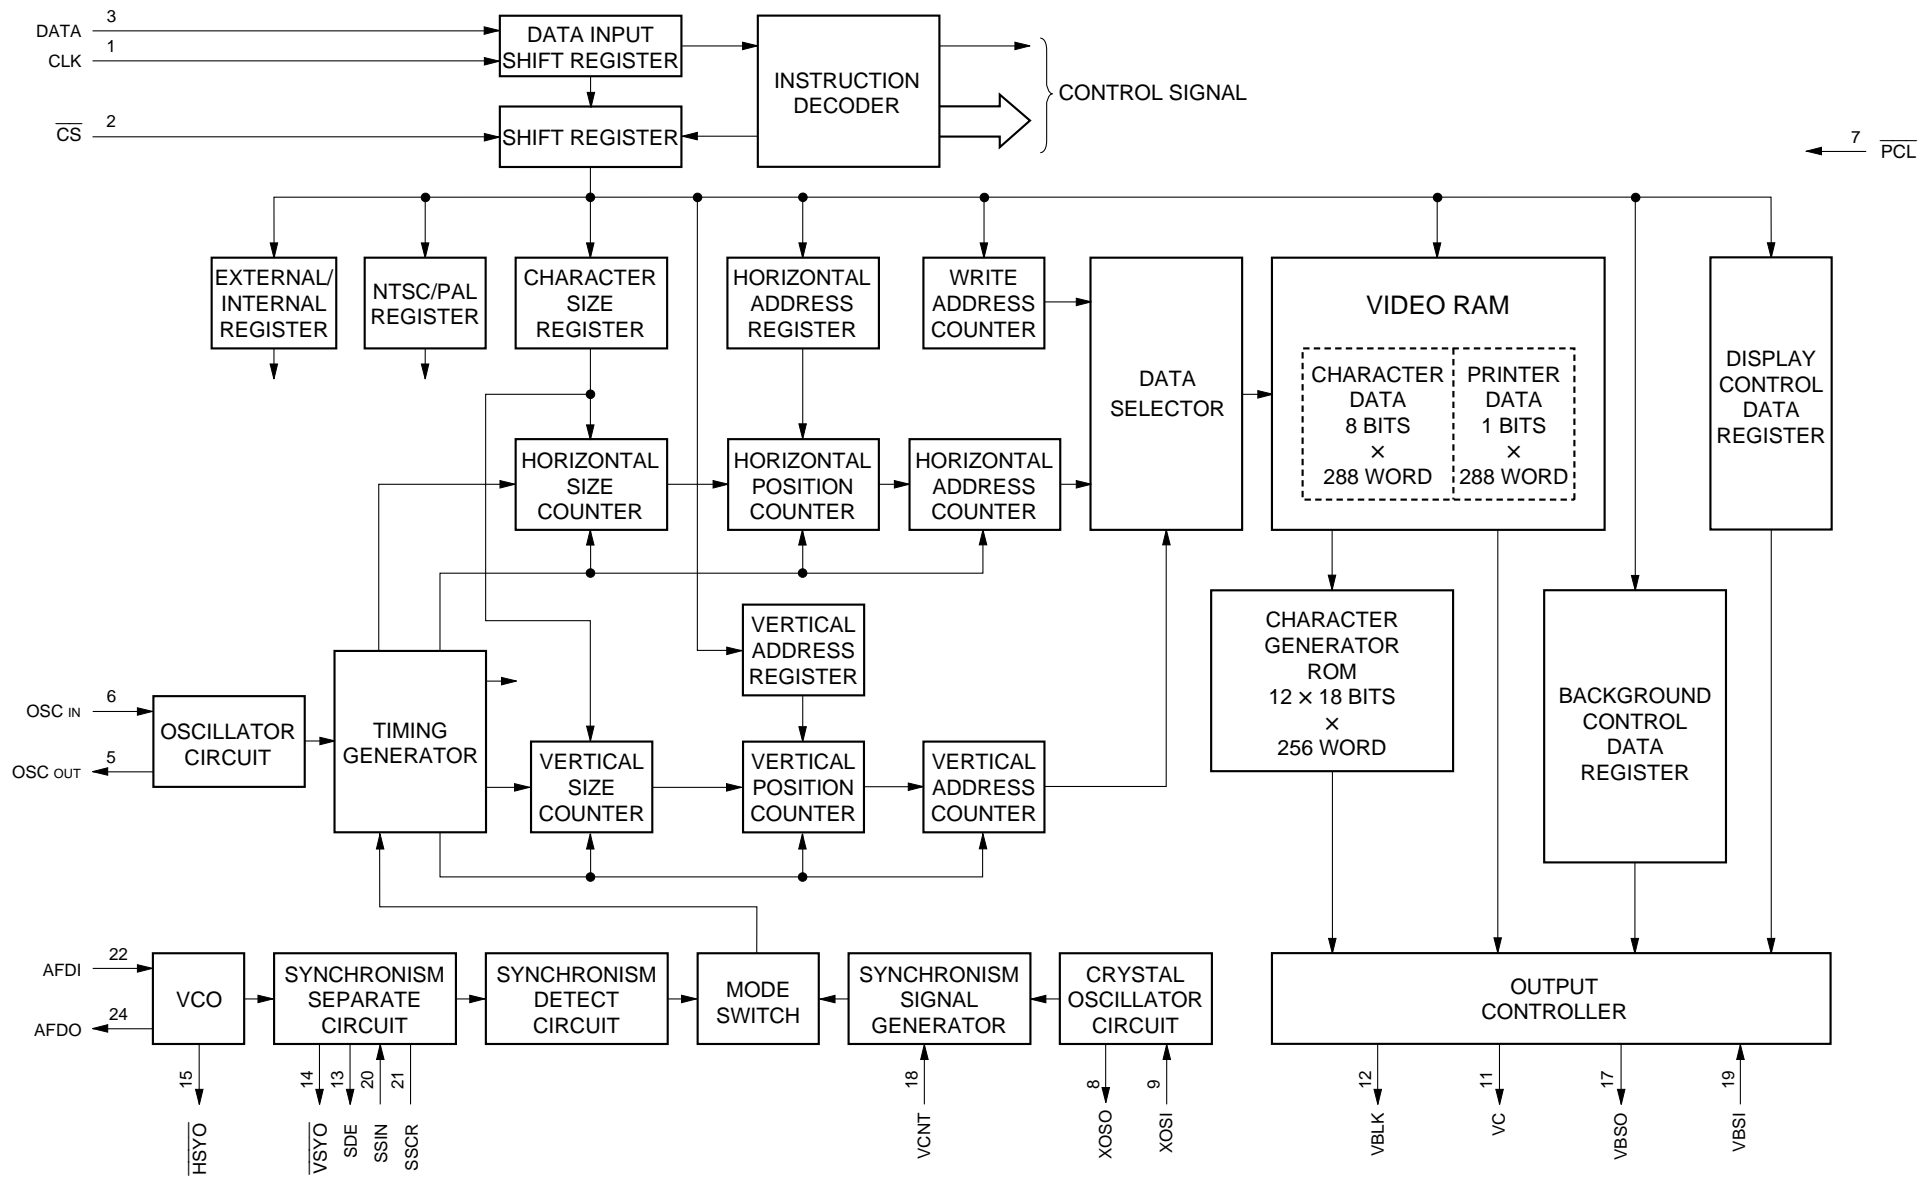 DATA
3
CLK
1
CS
2
DATA INPUT
SHIFT REGISTER
SHIFT REGISTER
INSTRUCTION
DECODER
CONTROL SIGNAL
7
PCL
EXTERNAL/
INTERNAL
REGISTER
NTSC/PAL
REGISTER
CHARACTER
SIZE
REGISTER
HORIZONTAL
ADDRESS
REGISTER
WRITE
ADDRESS
COUNTER
DATA
SELECTOR
VIDEO RAM
CHARACTER
DATA
8 BITS
×
288 WORD
PRINTER
DATA
1 BITS
×
288 WORD
DISPLAY
CONTROL
DATA
REGISTER
HORIZONTAL
SIZE
COUNTER
HORIZONTAL
POSITION
COUNTER
HORIZONTAL
ADDRESS
COUNTER
VERTICAL
ADDRESS
REGISTER
CHARACTER
GENERATOR
ROM
12 × 18 BITS
×
256 WORD
BACKGROUND
CONTROL
DATA
REGISTER
OSC IN
6
OSC OUT
5
OSCILLATOR
CIRCUIT
TIMING
GENERATOR
VERTICAL
SIZE
COUNTER
VERTICAL
POSITION
COUNTER
VERTICAL
ADDRESS
COUNTER
AFDI
22
AFDO
24
VCO
SYNCHRONISM
SEPARATE
CIRCUIT
SYNCHRONISM
DETECT
CIRCUIT
MODE
SWITCH
SYNCHRONISM
SIGNAL
GENERATOR
CRYSTAL
OSCILLATOR
CIRCUIT
OUTPUT
CONTROLLER
15
HSYO
14
VSYO
13
SDE
20
SSIN
21
SSCR
18
VCNT
8
XOSO
9
XOSI
12
VBLK
11
VC
17
VBSO
19
VBSI